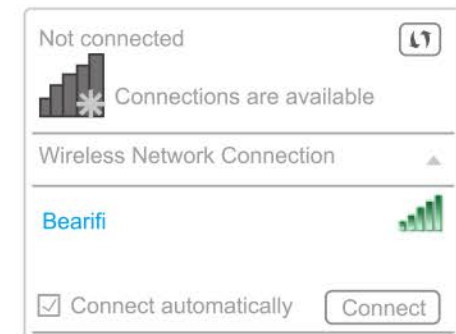 Not connected
Connections are available
Wireless Network Connection
Bearifi
Connect automatically
Connect